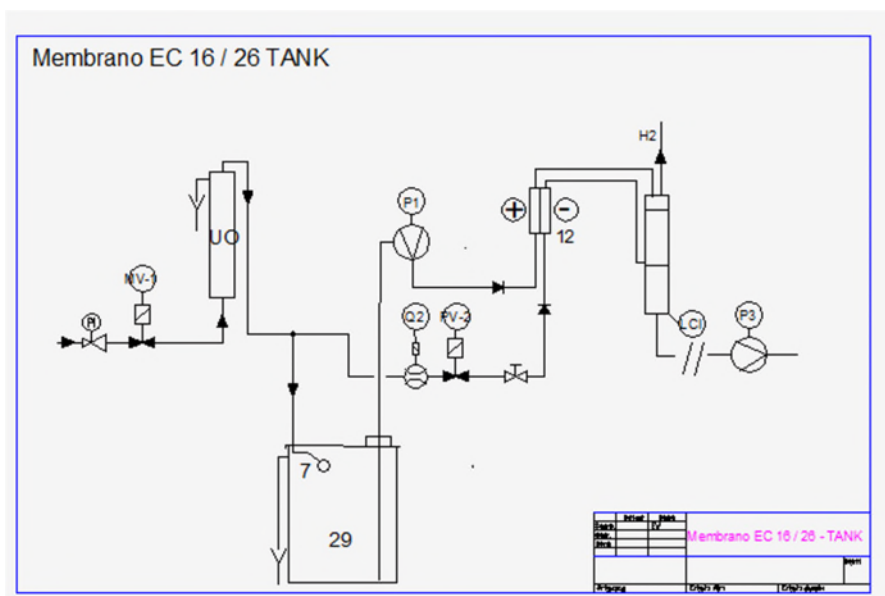 Membrano EC 16 / 26 TANK
H2
P1
+
-
12
UO
MV-1
PI
Q2
PV-2
LCI
P3
7
29
Membrano EC 16 / 26 - TANK